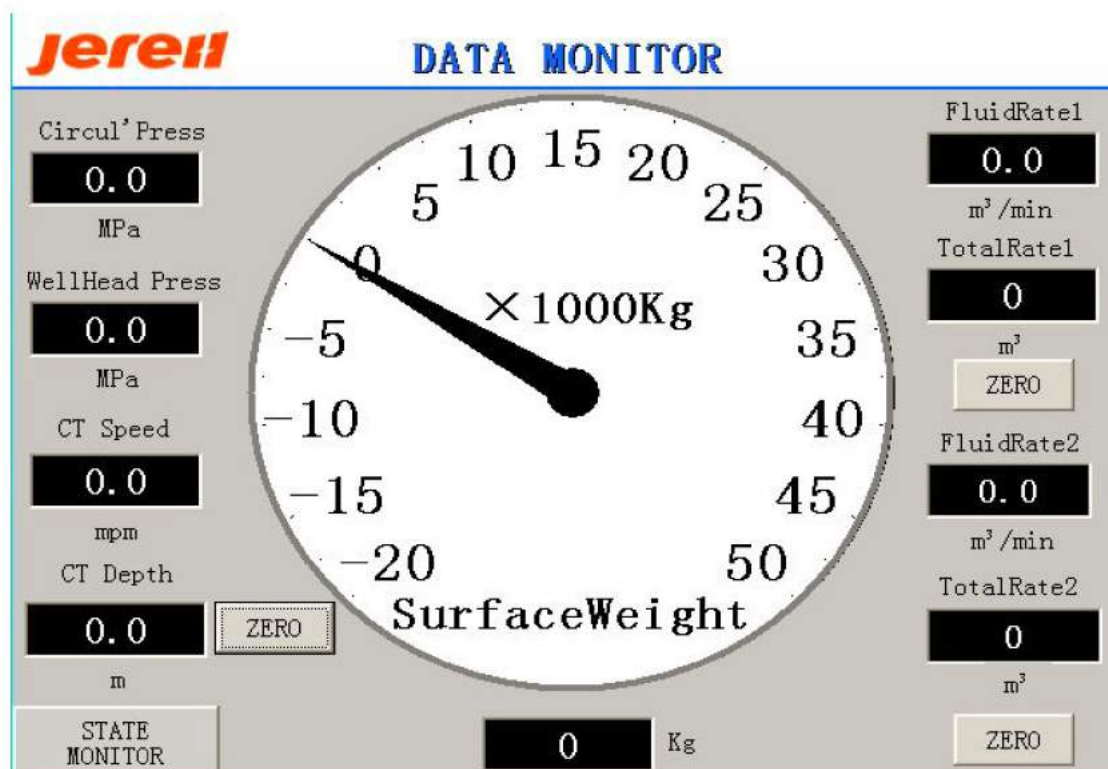 Jereh
DATA MONITOR
Circul'Press
0.0
MPa
WellHead Press
0.0
MPa
CT Speed
0.0
mpm
CT Depth
0.0
ZERO
m
STATE
MONITOR
15
10
20
5
25
0
30
×1000Kg
-5
35
-10
40
-15
45
-20
50
SurfaceWeight
0
Kg
FluidRate1
0.0
m³/min
TotalRate1
0
m³
ZERO
FluidRate2
0.0
m³/min
TotalRate2
0
m³
ZERO